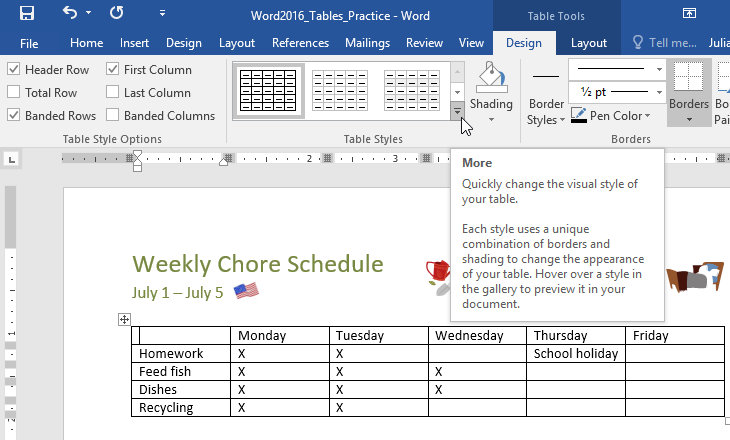 Word2016_Tables_Practice - Word
Table Tools
File Home Insert Design Layout References Mailings Review View Design Layout Tell me... Julia
Header Row First Column
Total Row Last Column
Banded Rows Banded Columns
Table Style Options
Table Styles
Shading
Border Styles
½ pt
Pen Color
Borders
Borders
L
2 3
More
Quickly change the visual style of
your table.
Each style uses a unique
combination of borders and
shading to change the appearance
of your table. Hover over a style in
the gallery to preview it in your
document.
Weekly Chore Schedule
July 1 – July 5
Monday Tuesday Wednesday Thursday Friday
Homework X X School holiday
Feed fish X X X
Dishes X X X
Recycling X X